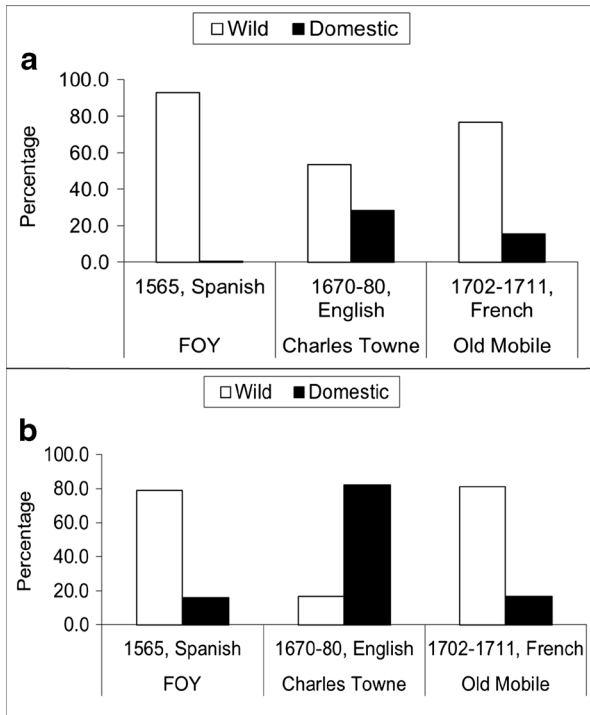 Wild Domestic
a
100.0
80.0
60.0
40.0
20.0
0.0
Percentage
1565, Spanish
1670-80,
English
1702-1711,
French
FOY
Charles Towne
Old Mobile
Wild Domestic
b
100.0
80.0
60.0
40.0
20.0
0.0
Percentage
1565, Spanish
1670-80, English
1702-1711, French
FOY
Charles Towne
Old Mobile